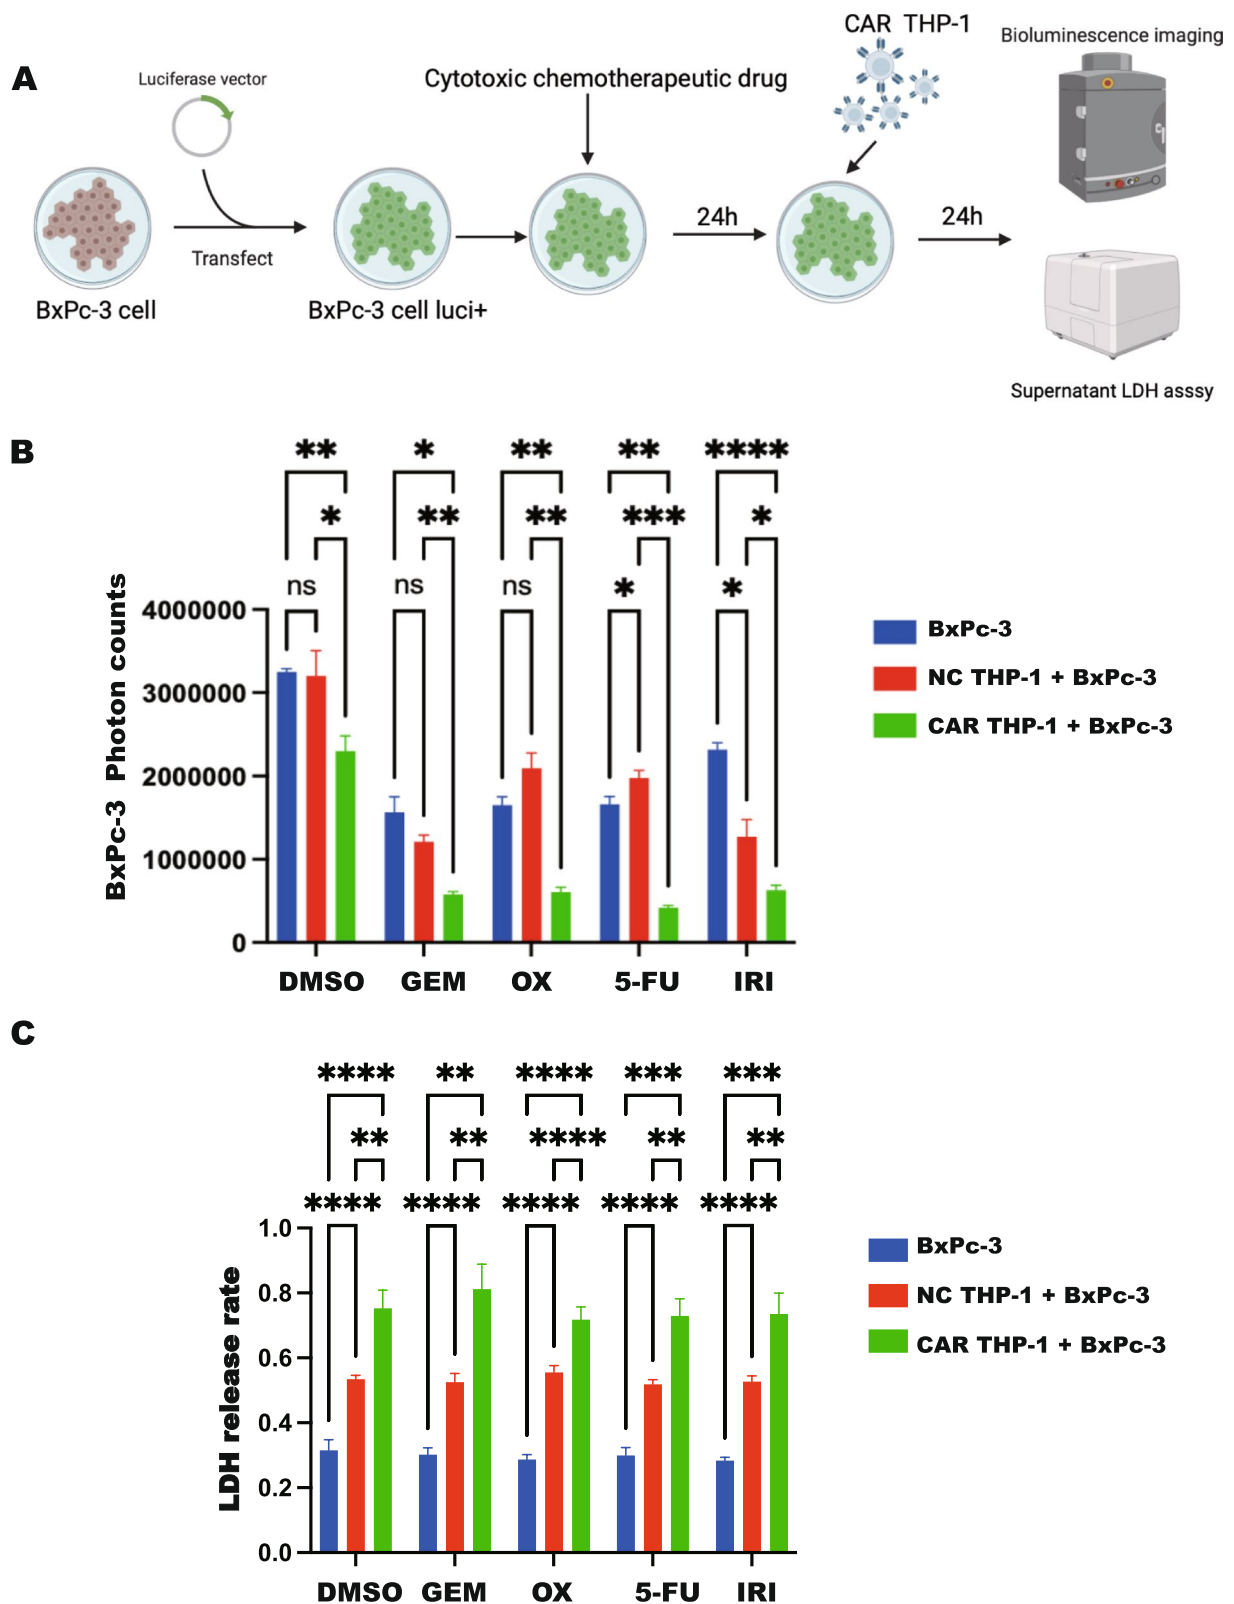 A
Luciferase vector
Cytotoxic chemotherapeutic drug
CAR THP-1
Bioluminescence imaging
Transfect
24h
24h
BxPc-3 cell
BxPc-3 cell luci+
Supernatant LDH asssy
B
** * ** ** ****
* ** ** *** *
ns ns ns * *
BxPc-3 Photon counts
4000000
3000000
2000000
1000000
0
DMSO GEM OX 5-FU IRI
BxPc-3
NC THP-1 + BxPc-3
CAR THP-1 + BxPc-3
C
**** ** **** *** ***
** ** **** ** **
**** **** **** **** ****
LDH release rate
1.0
0.8
0.6
0.4
0.2
0.0
DMSO GEM OX 5-FU IRI
BxPc-3
NC THP-1 + BxPc-3
CAR THP-1 + BxPc-3